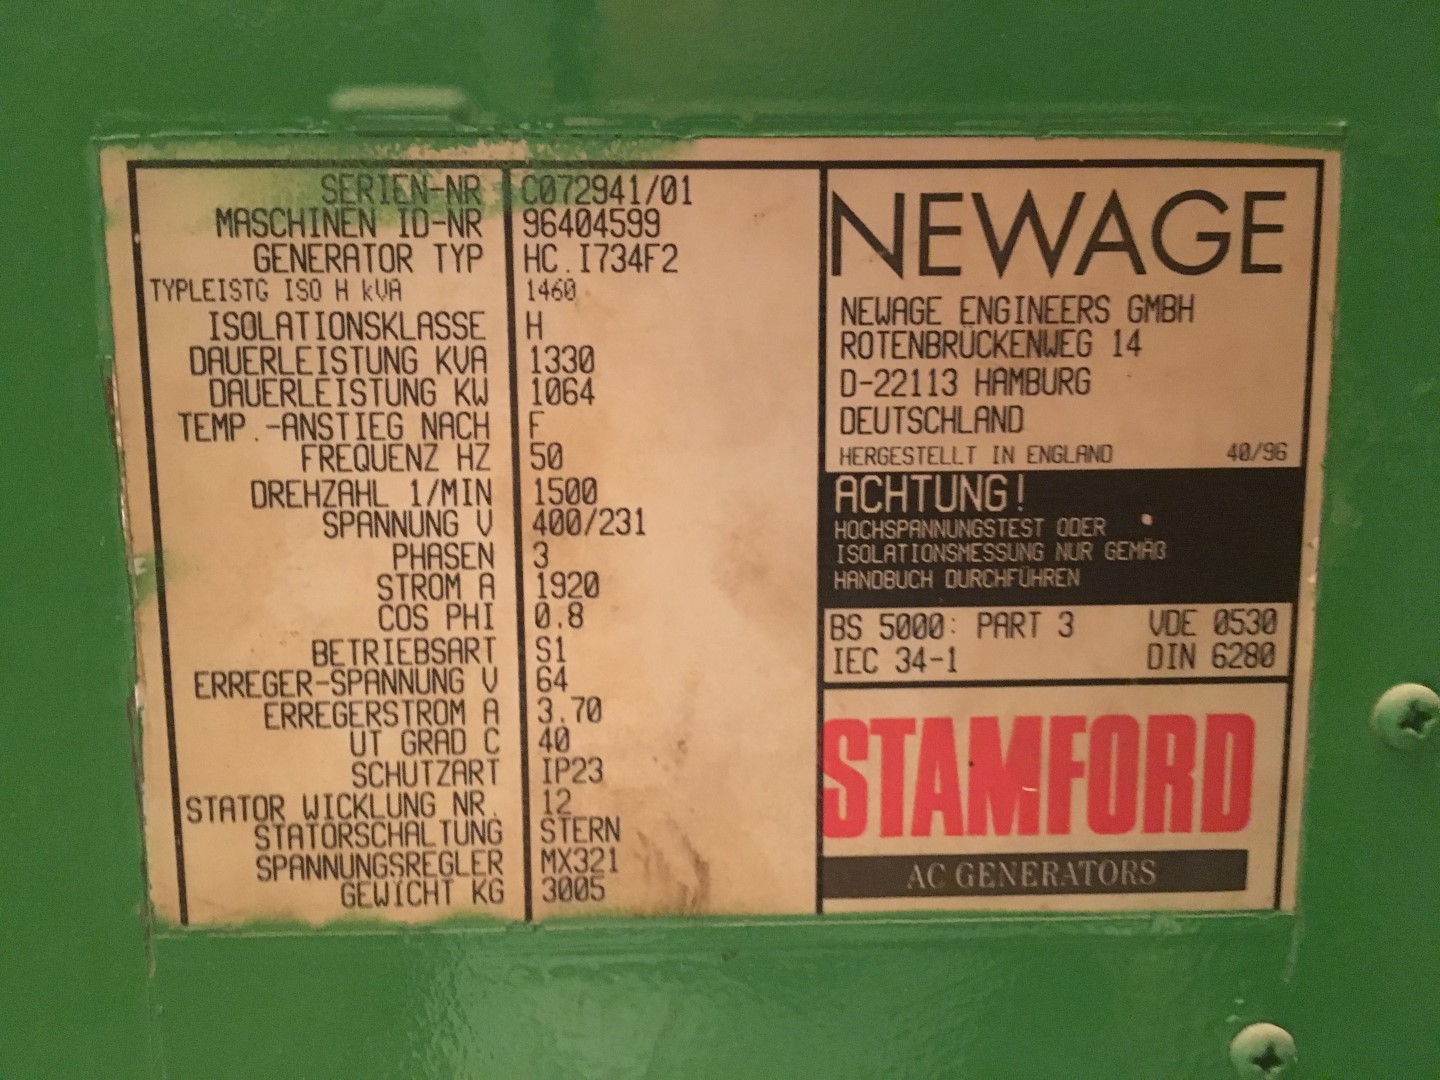 SERIEN-NR C072941/01
MASCHINEN ID-NR 96404599
GENERATOR TYP HC.I734F2
TYPLEISTG ISO H kVA 1460
ISOLATIONSKLASSE H
DAUERLEISTUNG KVA 1330
DAUERLEISTUNG KW 1064
TEMP.-ANSTIEG NACH F
FREQUENZ HZ 50
DREHZAHL 1/MIN 1500
SPANNUNG V 400/231
PHASEN 3
STROM A 1920
COS PHI 0.8
BETRIEBSART S1
ERREGER-SPANNUNG V 64
ERREGERSTROM A 3.70
UT GRAD C 40
SCHUTZART IP23
STATOR WICKLUNG NR. 12
STATORSCHALTUNG STERN
SPANNUNGSREGLER MX321
GEWICHT KG 3005
NEWAGE
NEWAGE ENGINEERS GMBH
ROTENBRUCKENWEG 14
D-22113 HAMBURG
DEUTSCHLAND
HERGESTELLT IN ENGLAND 40/96
ACHTUNG!
HOCHSPANNUNGSTEST ODER
ISOLATIONSMESSUNG NUR GEMÄß
HANDBUCH DURCHFÜHREN
BS 5000: PART 3 VDE 0530
IEC 34-1 DIN 6280
STAMFORD
AC GENERATORS